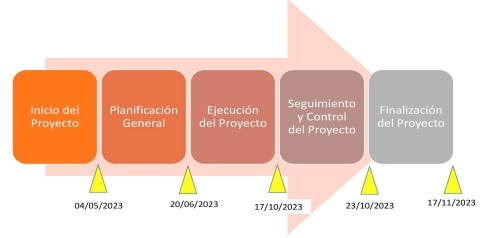 Inicio del
Proyecto
Planificación
General
Ejecución
del Proyecto
Seguimiento
y Control
del Proyecto
Finalización
del Proyecto
04/05/2023
20/06/2023
17/10/2023
23/10/2023
17/11/2023